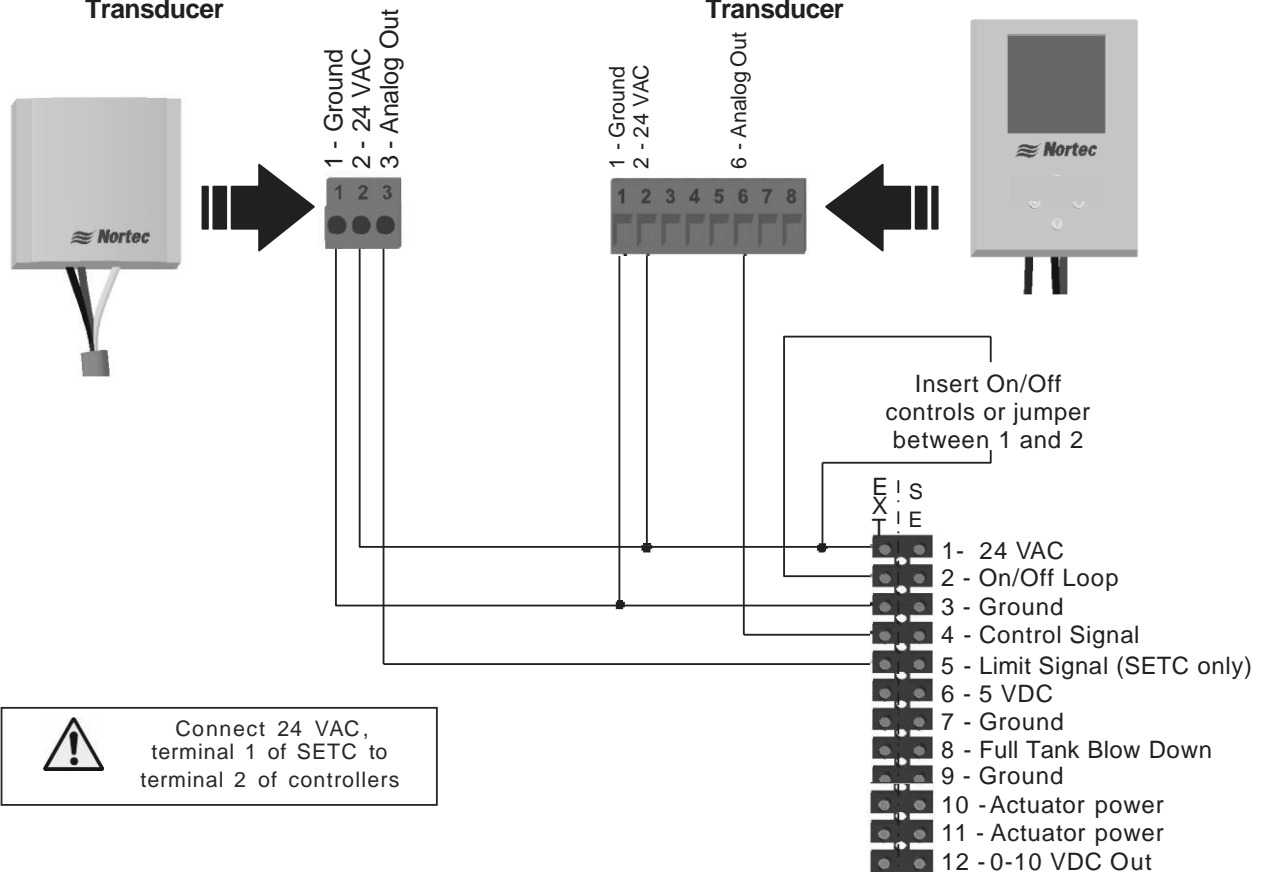 Transducer
Transducer
1 - Ground
2 - 24 VAC
3 - Analog Out
1 - Ground
2 - 24 VAC
6 - Analog Out
1 2 3
1 2 3 4 5 6 7 8
Nortec
Nortec
Insert On/Off
controls or jumper
between 1 and 2
EXT
SE
1- 24 VAC
2 - On/Off Loop
3 - Ground
4 - Control Signal
5 - Limit Signal (SETC only)
6 - 5 VDC
7 - Ground
8 - Full Tank Blow Down
9 - Ground
10 - Actuator power
11 - Actuator power
12 - 0-10 VDC Out
Connect 24 VAC,
terminal 1 of SETC to
terminal 2 of controllers